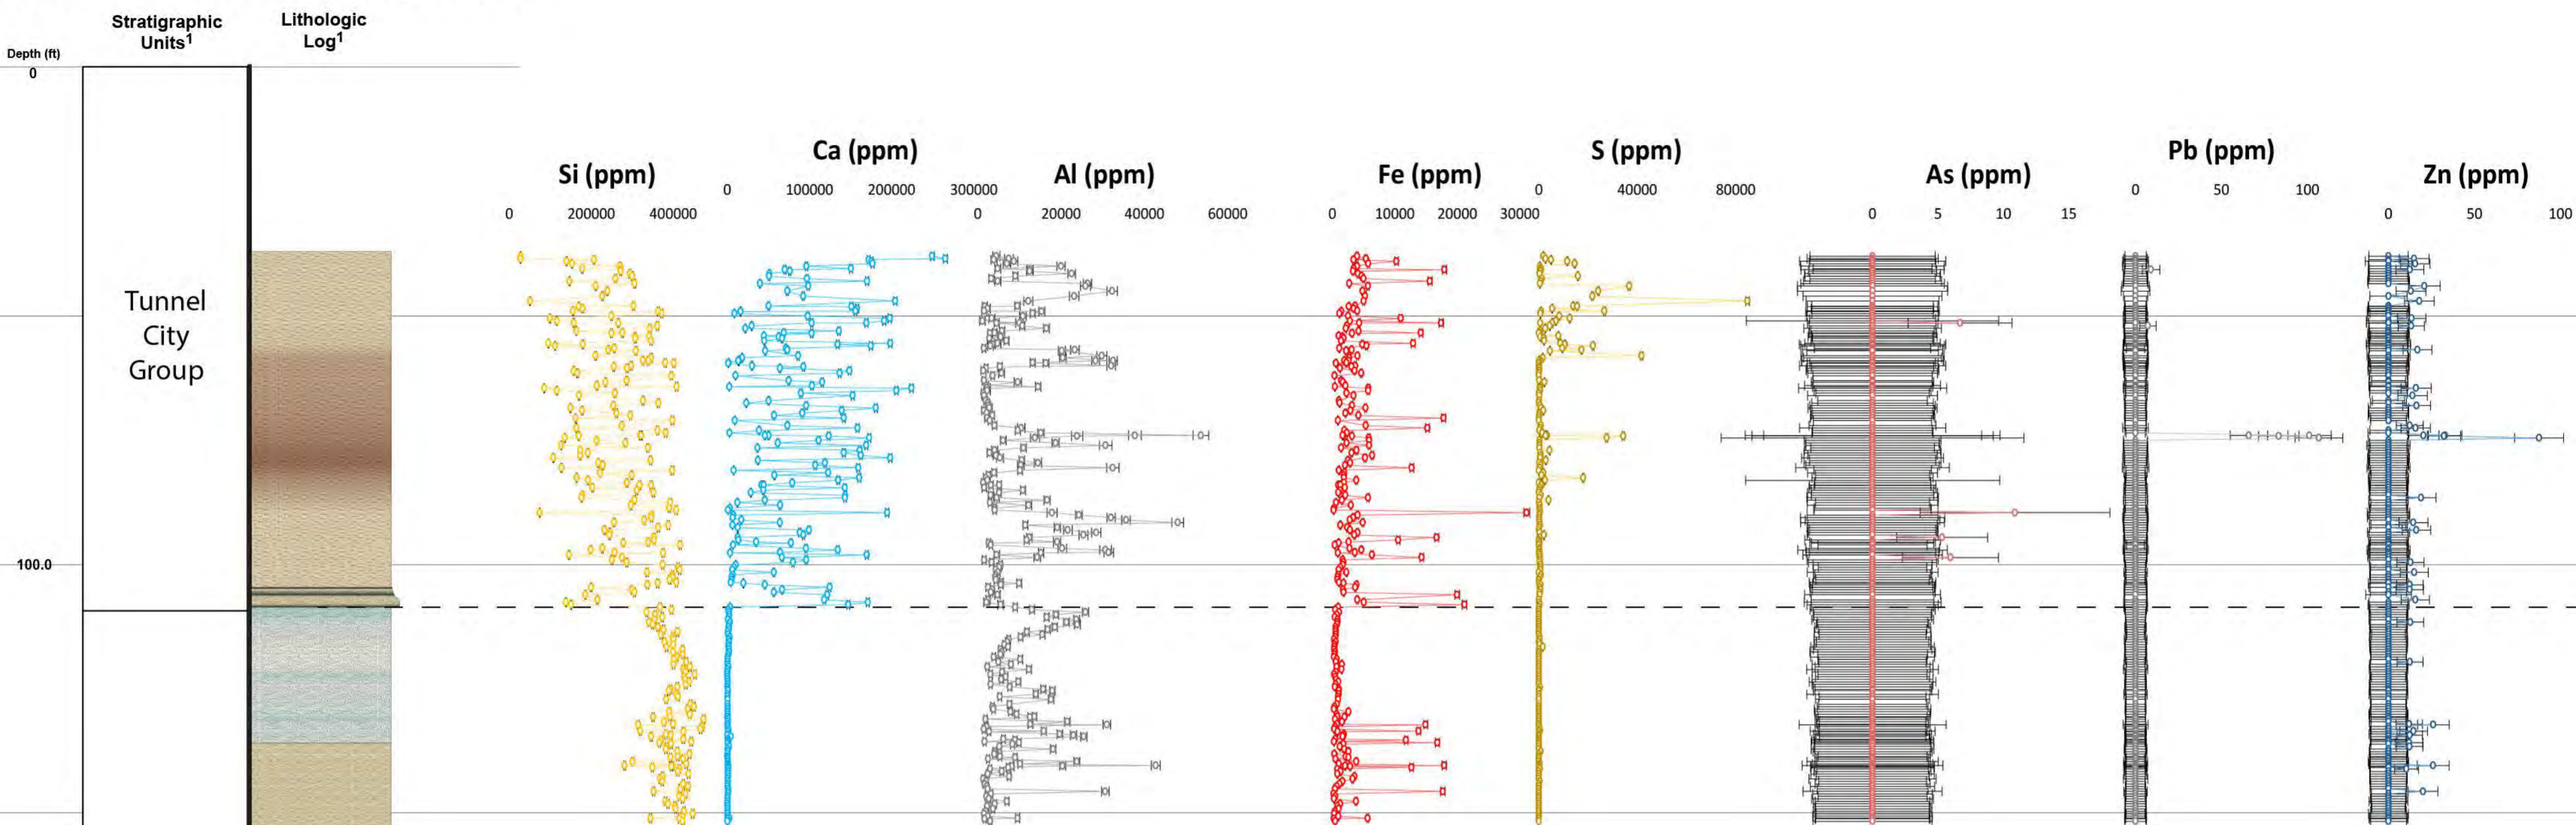 Stratigraphic
Units1
Lithologic
Log1
Depth (ft)
0
Ca (ppm)
S (ppm)
Pb (ppm)
Si (ppm)
Al (ppm)
Fe (ppm)
As (ppm)
Zn (ppm)
0 100000 200000 300000
0 40000 80000
0 50 100
0 200000 400000
0 20000 40000 60000
0 10000 20000 30000
0 5 10 15
0 50 100
Tunnel
City
Group
100.0